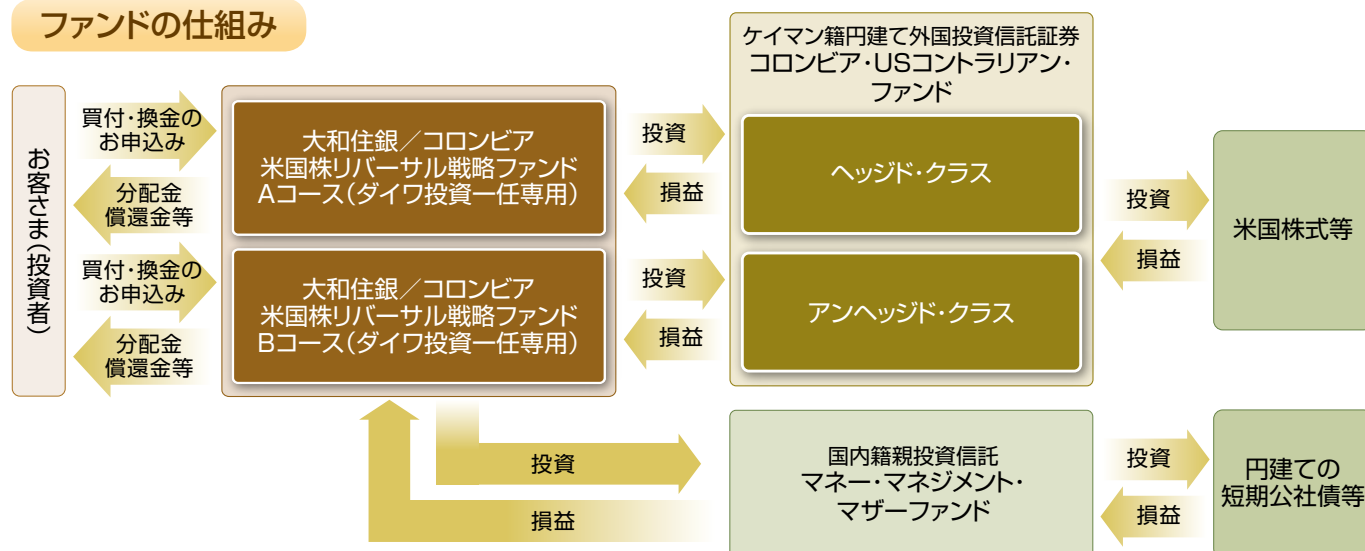 ファンドの仕組み
お客さま(投資者)
買付・換金の
お申込み
分配金
償還金等
買付・換金の
お申込み
分配金
償還金等
大和住銀/コロンビア
米国株リバーサル戦略ファンド
Aコース(ダイワ投資一任専用)
大和住銀/コロンビア
米国株リバーサル戦略ファンド
Bコース(ダイワ投資一任専用)
投資
損益
投資
損益
ケイマン籍円建て外国投資信託証券
コロンビア・USコントラリアン・
ファンド
ヘッジド・クラス
アンヘッジド・クラス
投資
損益
米国株式等
投資
損益
国内籍親投資信託
マネー・マネジメント・
マザーファンド
投資
損益
円建ての
短期公社債等